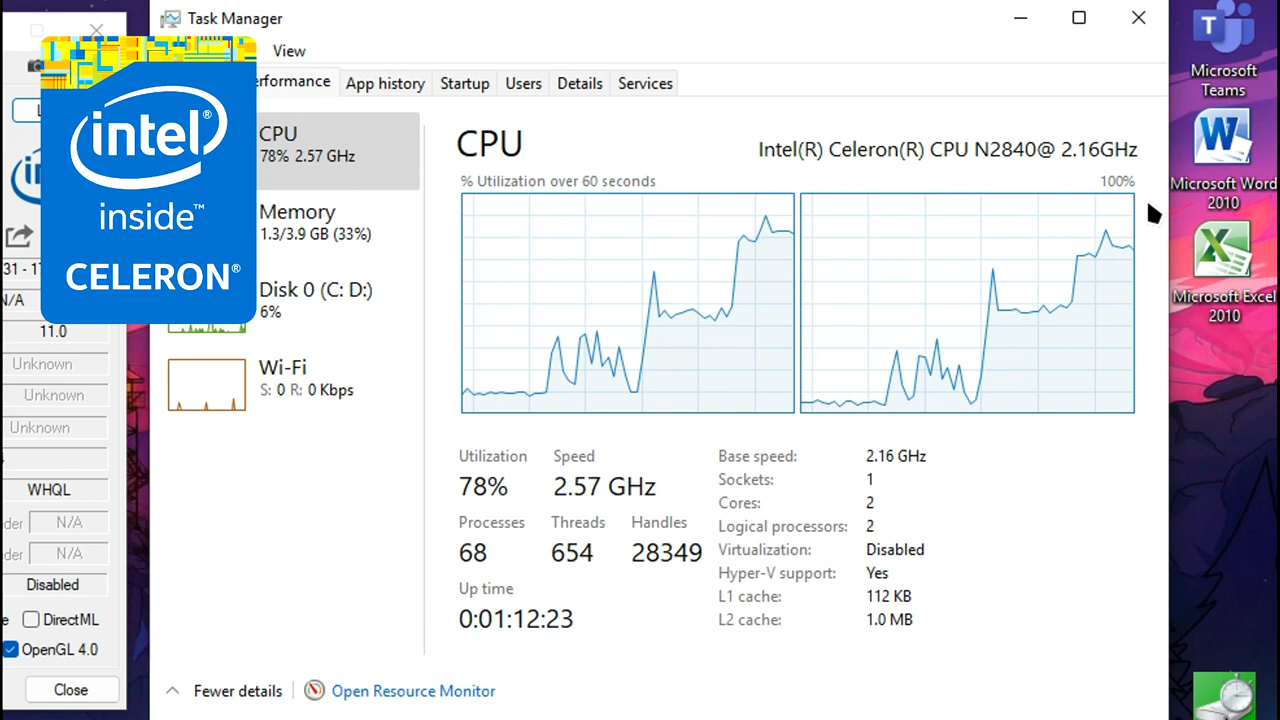 Task Manager
View
erformance
App history
Startup
Users
Details
Services
intel®
inside™
CELERON®
CPU
78% 2.57 GHz
Memory
1.3/3.9 GB (33%)
Disk 0 (C: D:)
6%
Wi-Fi
S: 0 R: 0 Kbps
CPU
Intel(R) Celeron(R) CPU N2840@ 2.16GHz
% Utilization over 60 seconds
100%
Utilization
Speed
78%
2.57 GHz
Processes
Threads
Handles
68
654
28349
Up time
0:01:12:23
Base speed:
2.16 GHz
Sockets:
1
Cores:
2
Logical processors:
2
Virtualization:
Disabled
Hyper-V support:
Yes
L1 cache:
112 KB
L2 cache:
1.0 MB
Fewer details
Open Resource Monitor
31 - 1
N/A
11.0
Unknown
Unknown
Unknown
WHQL
der
N/A
der
N/A
Disabled
e
DirectML
OpenGL 4.0
Close
T
Microsoft
Teams
W
Microsoft Word
2010
X
Microsoft Excel
2010